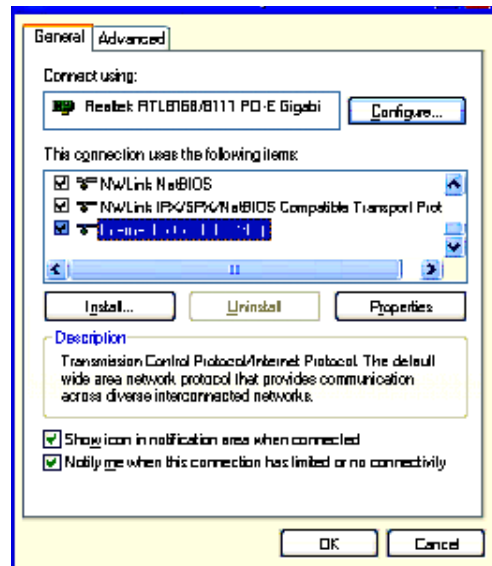 General Advanced
Connect using:
Realtek RTL8168/8111 PCI-E Gigabi
Configure...
This connection uses the following items:
NWLink NetBIOS
NWLink IPX/SPX/NetBIOS Compatible Transport Prot
Install... Uninstall Properties
Description
Transmission Control Protocol/Internet Protocol. The default
wide area network protocol that provides communication
across diverse interconnected networks.
Show icon in notification area when connected
Notify me when this connection has limited or no connectivity
OK Cancel